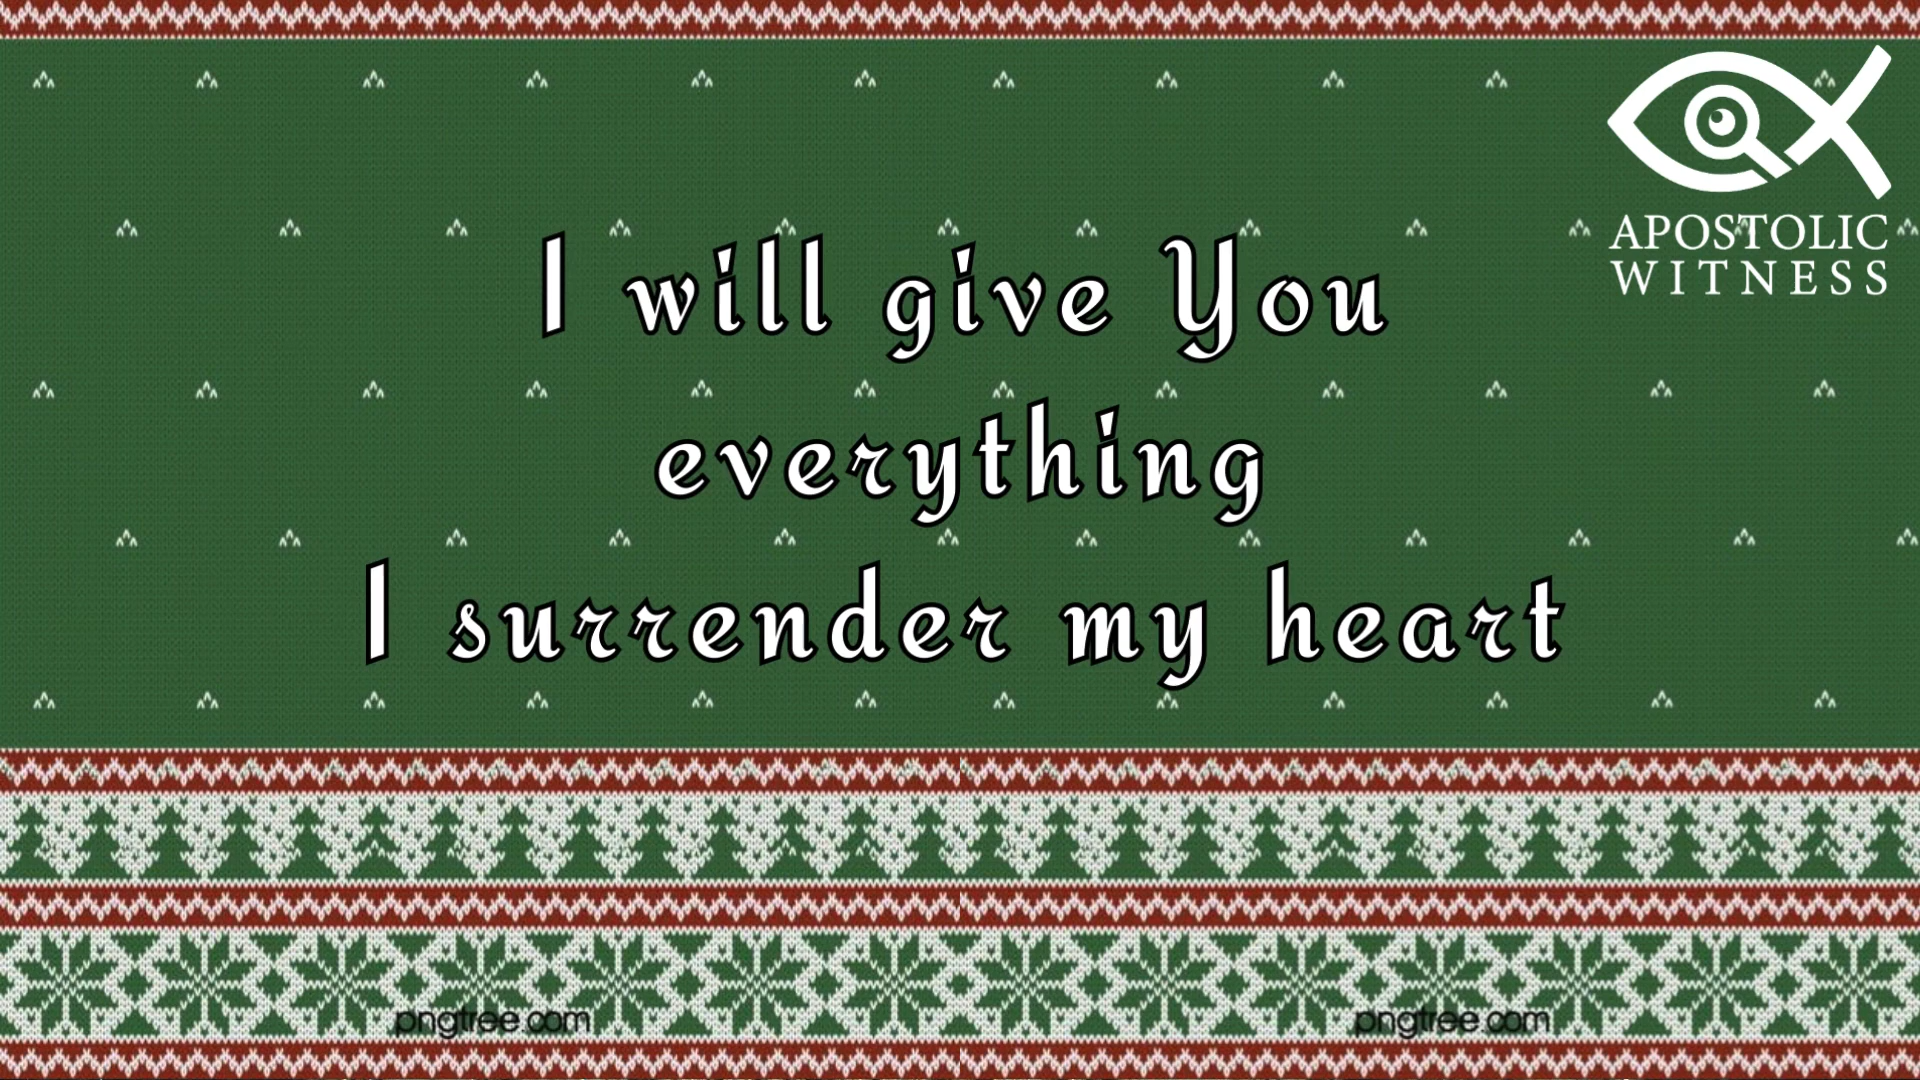 APOSTOLIC
WITNESS
I will give You
everything
I surrender my heart
pngtree.com
pngtree.com